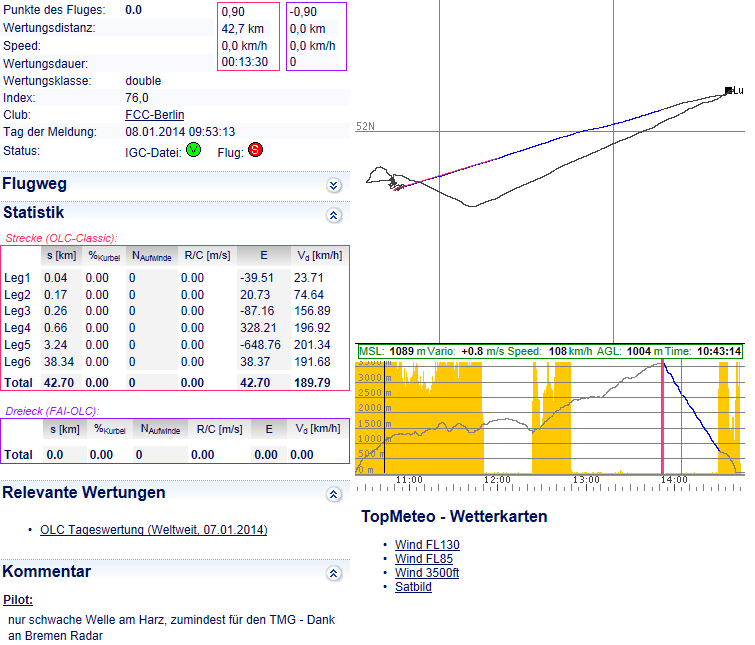 Punkte des Fluges: 0.0 0,90 -0,90
Wertungsdistanz: 42,7 km 0,0 km
Speed: 0,0 km/h 0,0 km/h
Wertungsdauer: 00:13:30 0
Wertungsklasse: double
Index: 76,0
Club: FCC-Berlin
Tag der Meldung: 08.01.2014 09:53:13
Status: IGC-Datei: V Flug: S
Flugweg
Statistik
Strecke (OLC-Classic):
s [km] %Kurbel NAufwinde R/C [m/s] E Vd [km/h]
Leg1 0.04 0.00 0 0.00 -39.51 23.71
Leg2 0.17 0.00 0 0.00 20.73 74.64
Leg3 0.26 0.00 0 0.00 -87.16 156.89
Leg4 0.66 0.00 0 0.00 328.21 196.92
Leg5 3.24 0.00 0 0.00 -648.76 201.34
Leg6 38.34 0.00 0 0.00 38.37 191.68
Total 42.70 0.00 0 0.00 42.70 189.79
Dreieck (FAI-OLC):
s [km] %Kurbel NAufwinde R/C [m/s] E Vd [km/h]
Total 0.0 0.00 0 0.00 0.00 0.00
Relevante Wertungen
• OLC Tageswertung (Weltweit, 07.01.2014)
Kommentar
Pilot:
nur schwache Welle am Harz, zumindest für den TMG - Dank
an Bremen Radar
Lu
52N
MSL: 1089 m Vario: +0.8 m/s Speed: 108 km/h AGL: 1004 m Time: 10:43:14
3500 m
3000 m
2500 m
2000 m
1500 m
1000 m
500 m
0 m
11:00 12:00 13:00 14:00
TopMeteo - Wetterkarten
• Wind FL130
• Wind FL85
• Wind 3500ft
• Satbild